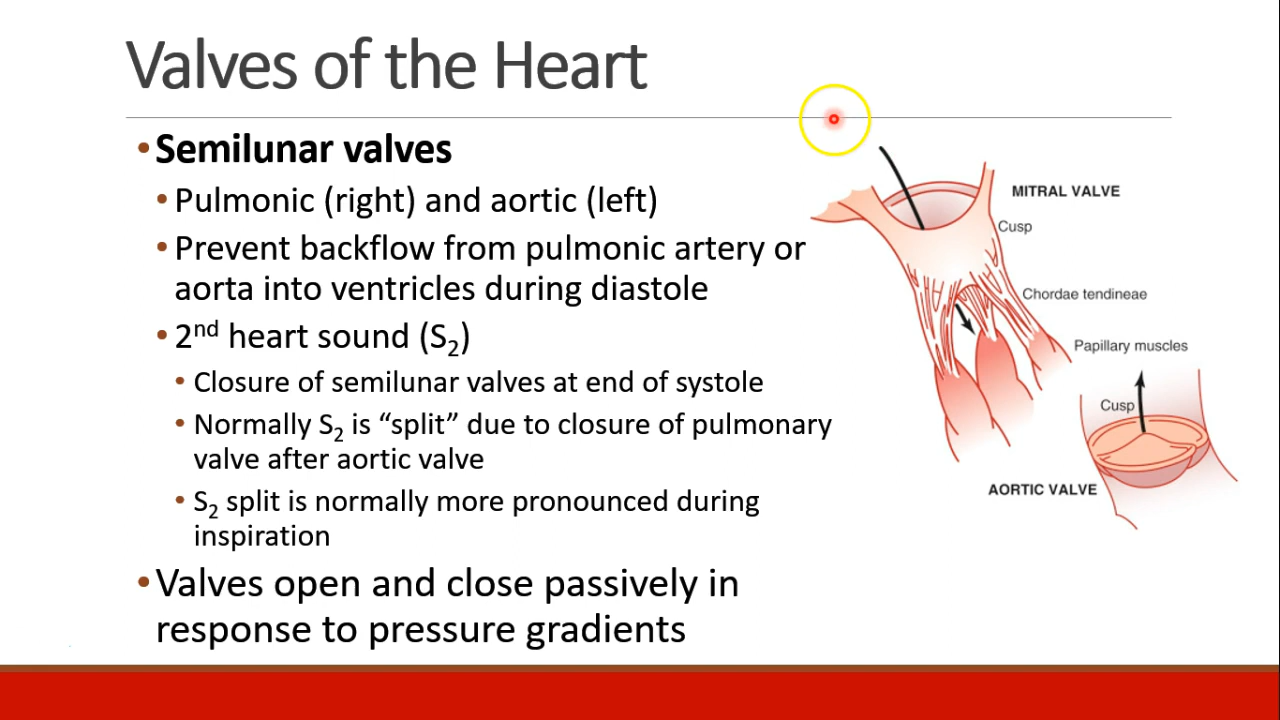 Valves of the Heart
•Semilunar valves
•Pulmonic (right) and aortic (left)
•Prevent backflow from pulmonic artery or
aorta into ventricles during diastole
•2nd heart sound (S2)
•Closure of semilunar valves at end of systole
•Normally S2 is “split” due to closure of pulmonary
valve after aortic valve
•S2 split is normally more pronounced during
inspiration
•Valves open and close passively in
response to pressure gradients
MITRAL VALVE
Cusp
Chordae tendineae
Papillary muscles
Cusp
AORTIC VALVE